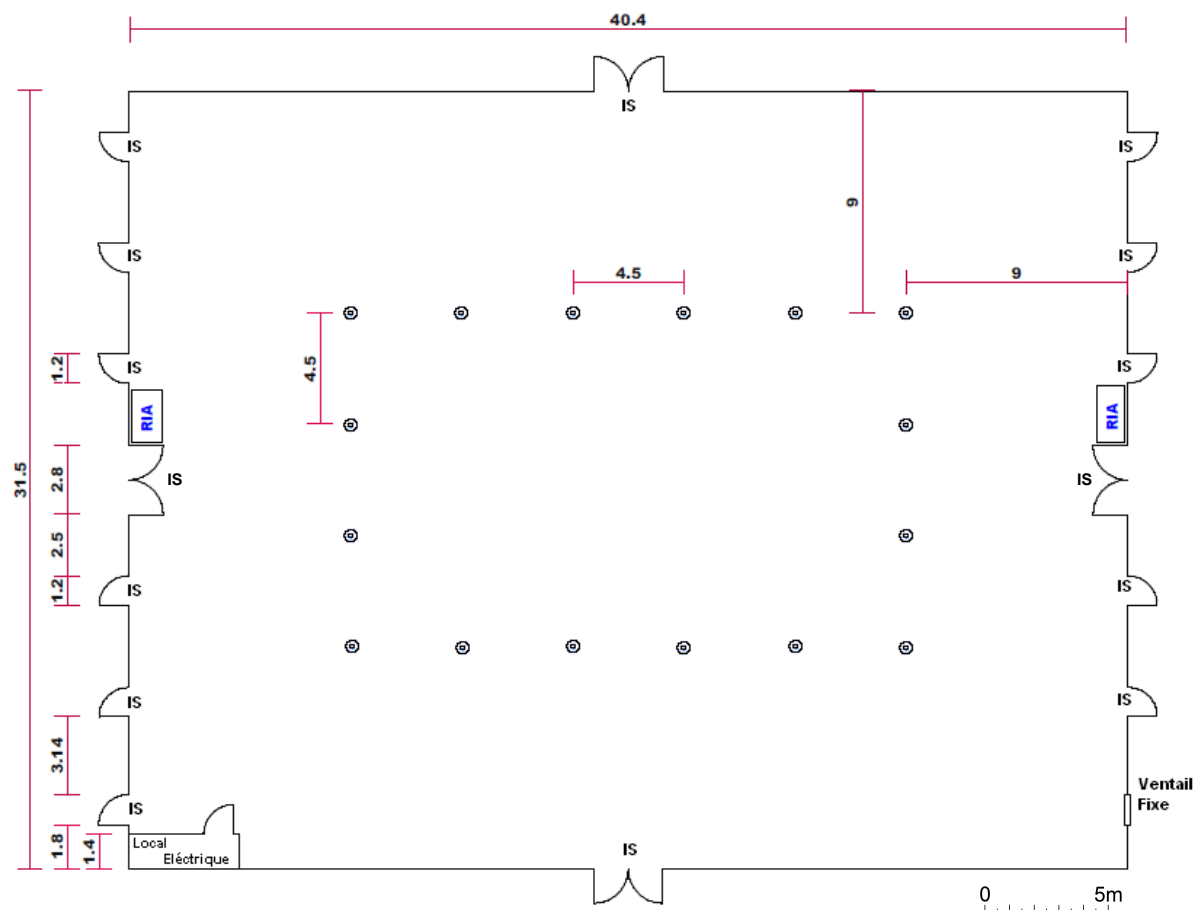 40.4
IS
IS
IS
9
IS
IS
4.5
9
4.5
1.2
IS
IS
RIA
RIA
31.5
2.8
IS
IS
2.5
1.2
IS
IS
IS
IS
3.14
Ventail
Fixe
IS
1.8
1.4
Local
Eléctrique
IS
0 5m